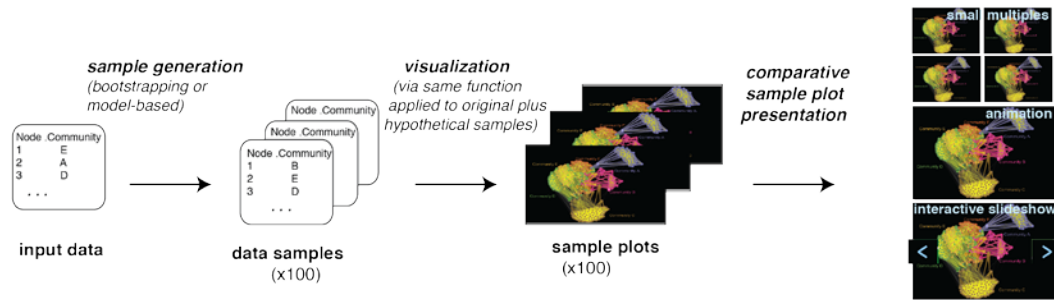 sample generation
(bootstrapping or
model-based)
Node .Community
1 E
2 A
3 D
. . .
input data
Node .Community
Node .Community
Node .Community
1 B
2 E
3 D
. . .
data samples
(x100)
visualization
(via same function
applied to original plus
hypothetical samples)
sample plots
(x100)
comparative
sample plot
presentation
smal multiples
animation
interactive slideshow
< >